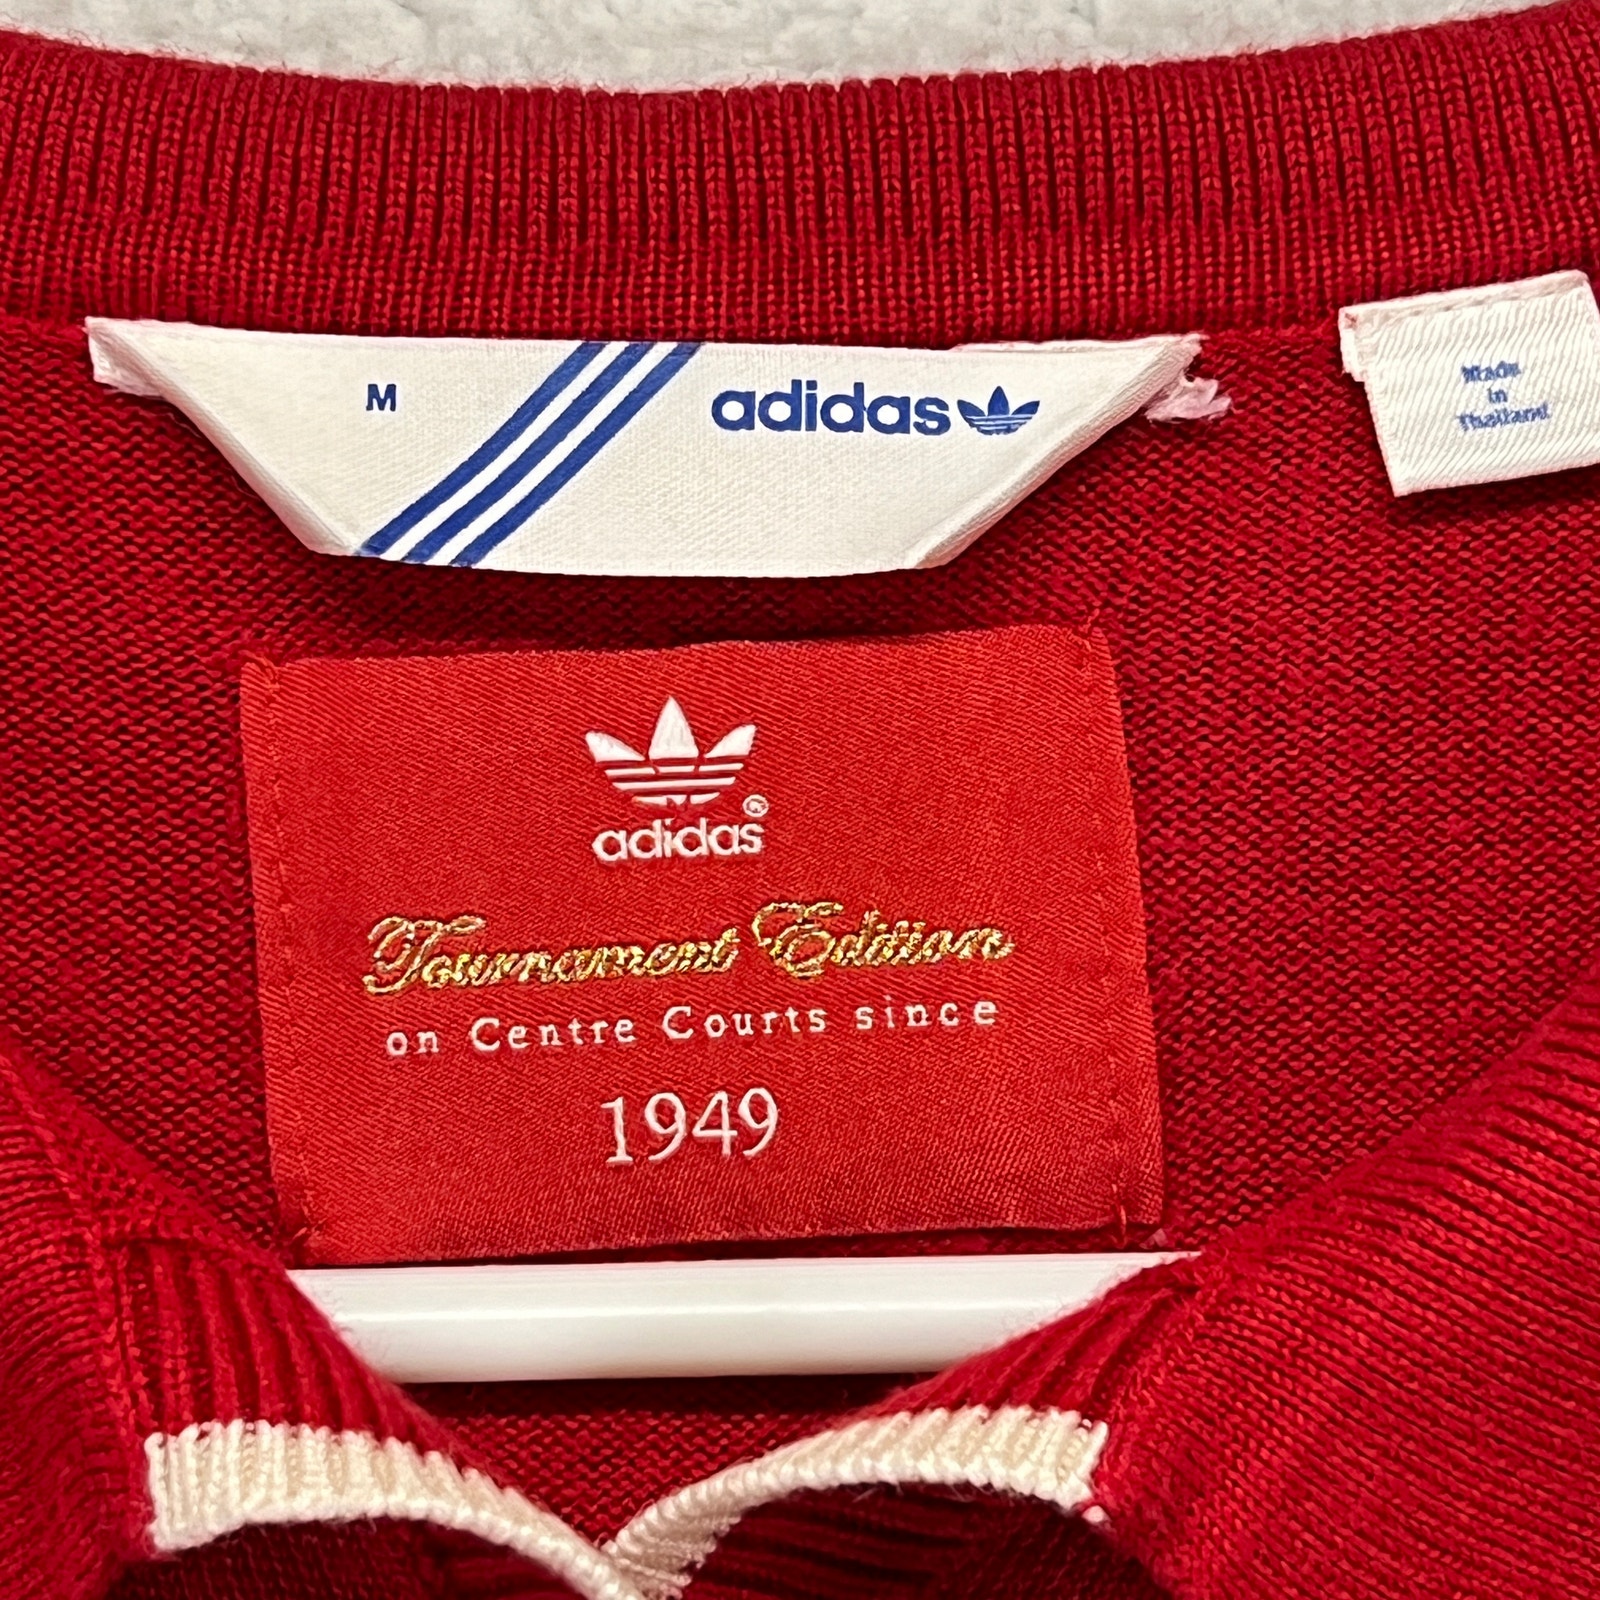 M
adidas
Made
in
Thailand
adidas®
Tournament Edition
on Centre Courts since
1949